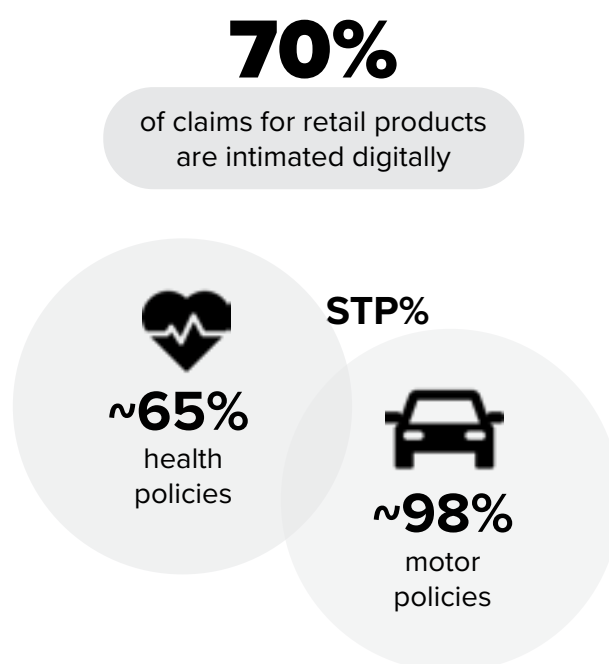 70%
of claims for retail products
are intimated digitally
STP%
~65%
health
policies
~98%
motor
policies